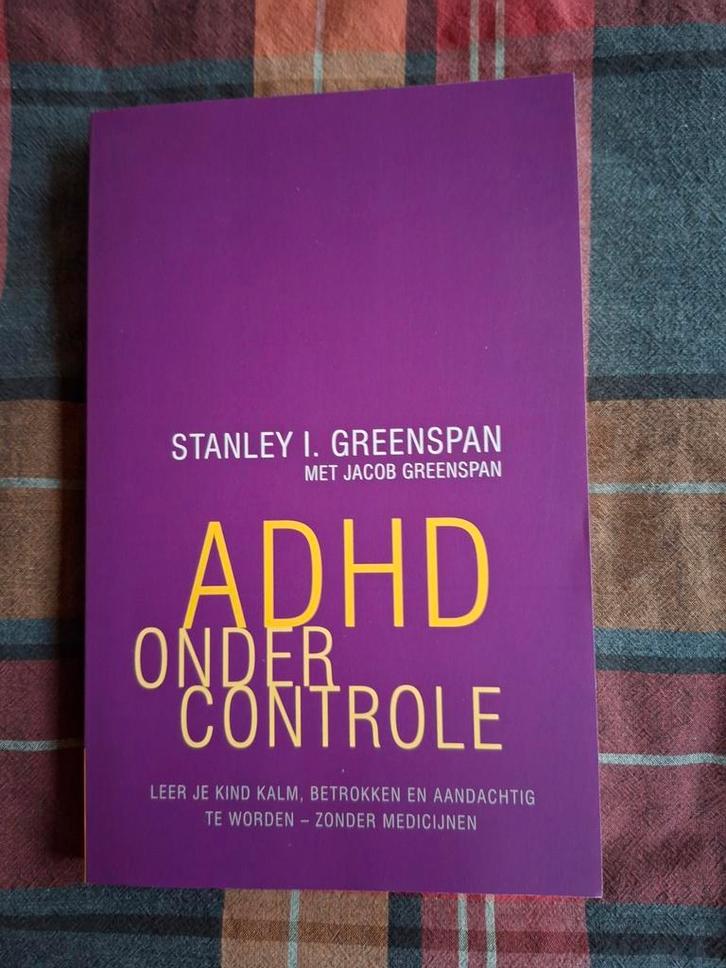 STANLEY I. GREENSPAN
MET JACOB GREENSPAN
ADHD
ONDER
CONTROLE
LEER JE KIND KALM, BETROKKEN EN AANDACHTIG
TE WORDEN – ZONDER MEDICIJNEN